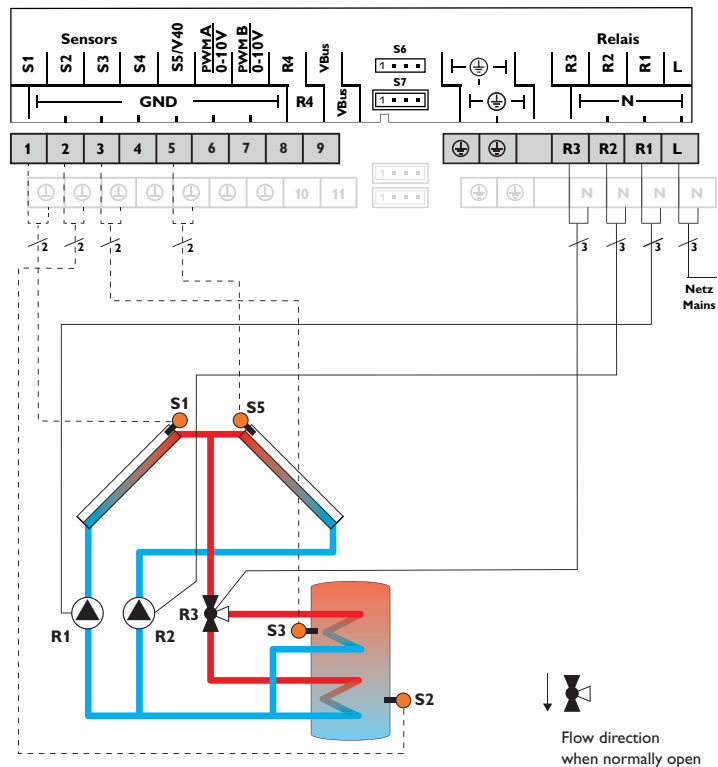 Sensors
Relais
S1 S2 S3 S4 S5/V40 PWM A 0-10V PWM B 0-10V R4 VBus
S6
1
R3 R2 R1 L
GND
R4
VBus
S7
1
N
1 2 3 4 5 6 7 8 9
R3 R2 R1 L
10 11
1
1
N N N N
2 2 2 2
3 3 3 3
Netz
Mains
S1
S5
R1
R2
R3
S3
S2
Flow direction
when normally open